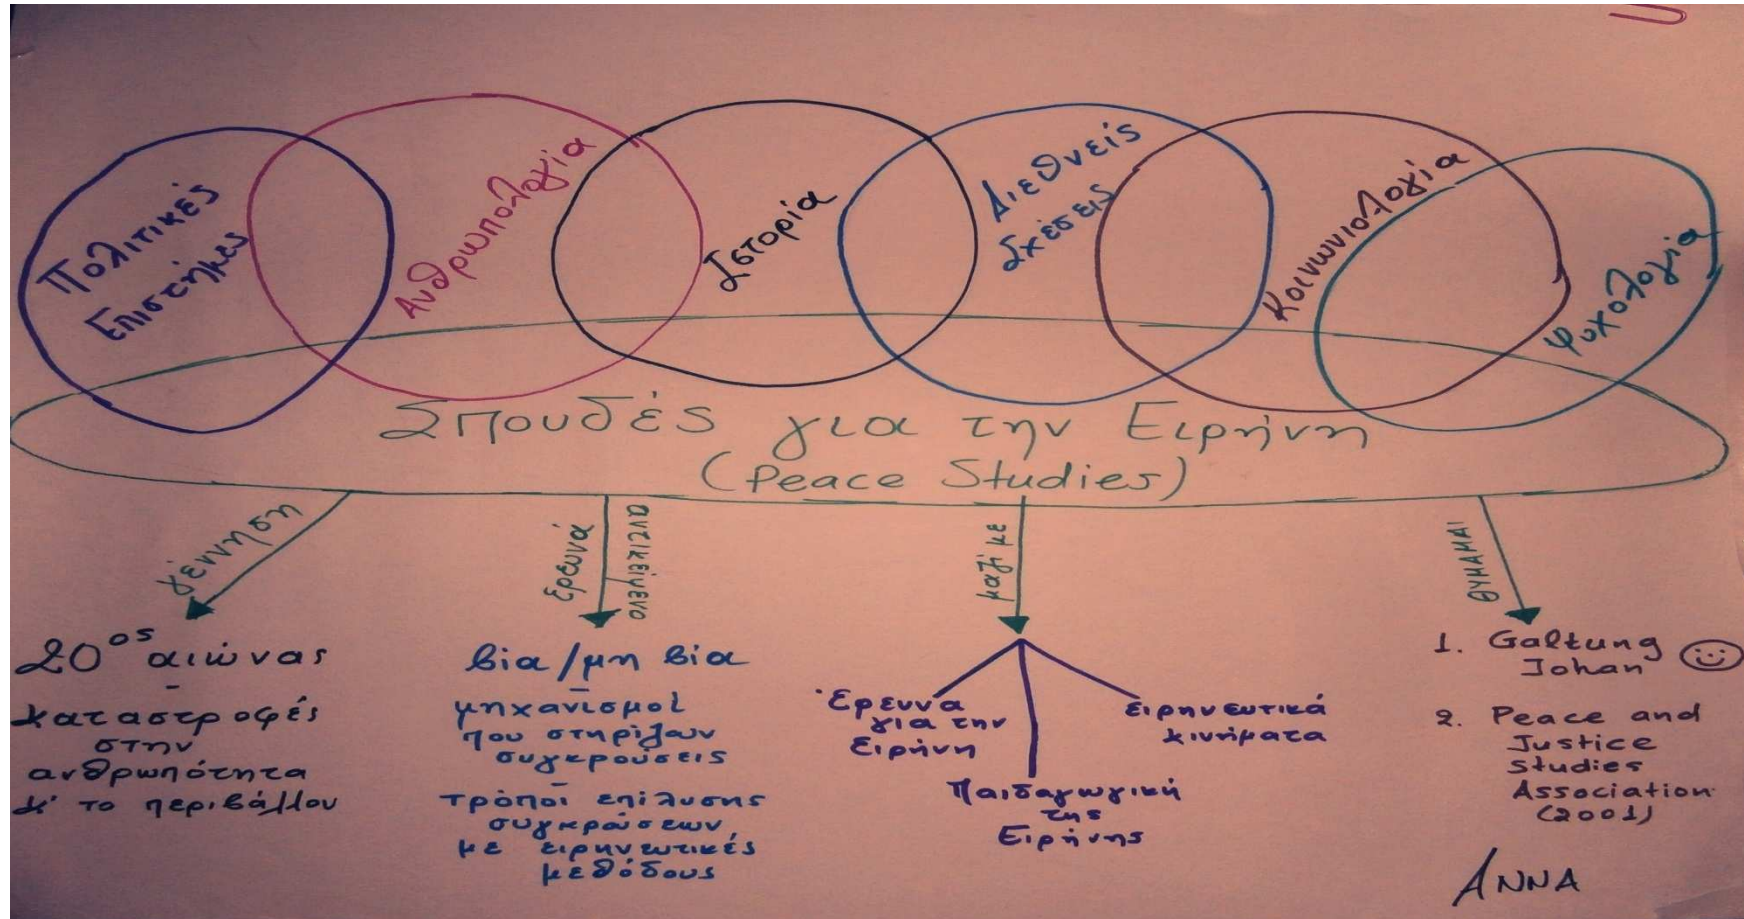 Πολιτικές
Επιστήμες
Ανθρωπολογία
Ιστορία
Διεθνείς
Σχέσεις
Κοινωνιολογία
Ψυχολογία
Σπουδές για την Ειρήνη
(Peace Studies)
γέννηση
ερευνά
αντικείμενο
μαζί με
ΘΥΜΑΜΑΙ
20ος αιώνας
-
καταστροφές
στην
ανθρωπότητα
κ' το περιβάλλον
βία/μη βία
-
μηχανισμοί
που στηρίζουν
συγκρούσεις
-
τρόποι επίλυσης
συγκρούσεων
με ειρηνευτικές
μεθόδους
Έρευνα
για την
Ειρήνη
Παιδαγωγική
της
Ειρήνης
ειρηνευτικά
κινήματα
1. Galtung
Johan
2. Peace and
Justice
Studies
Association
(2001)
ANNA